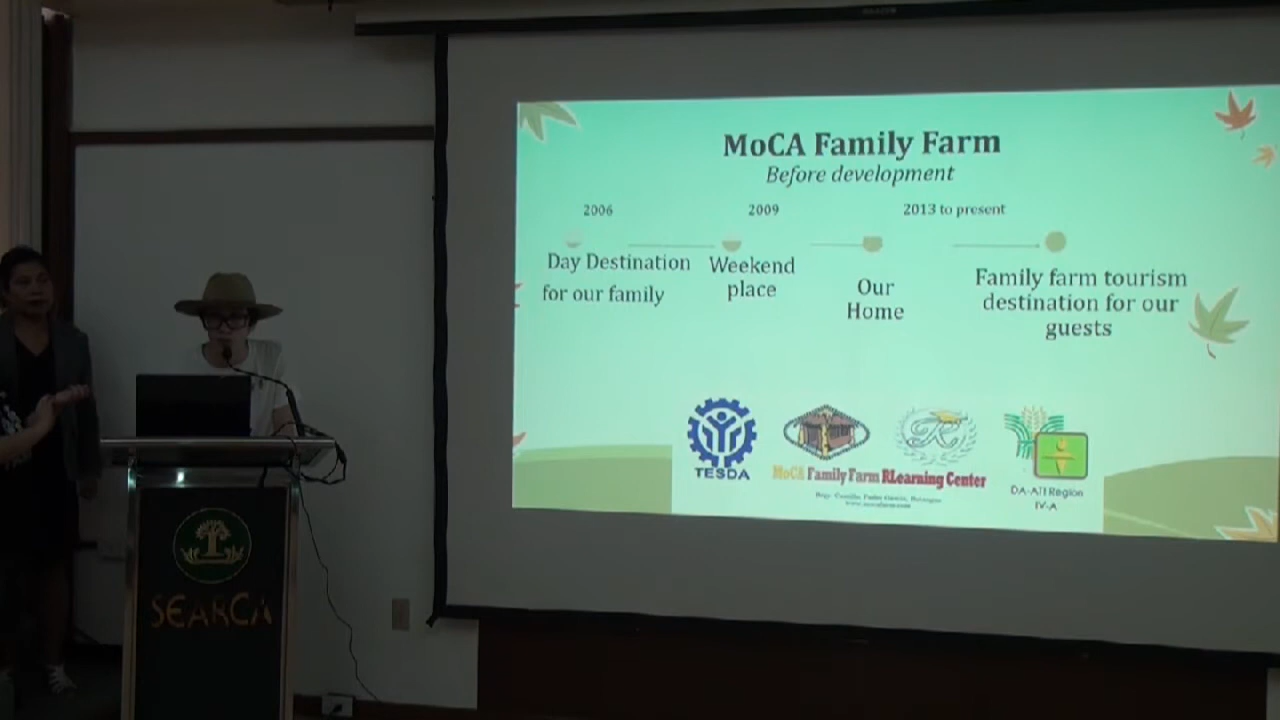 MoCA Family Farm
Before development
2006
2009
2013 to present
Day Destination
for our family
Weekend
place
Our
Home
Family farm tourism
destination for our
guests
TESDA
MoCA Family Farm RLearning Center
DA-ATI Region
IV-A
SEARCA